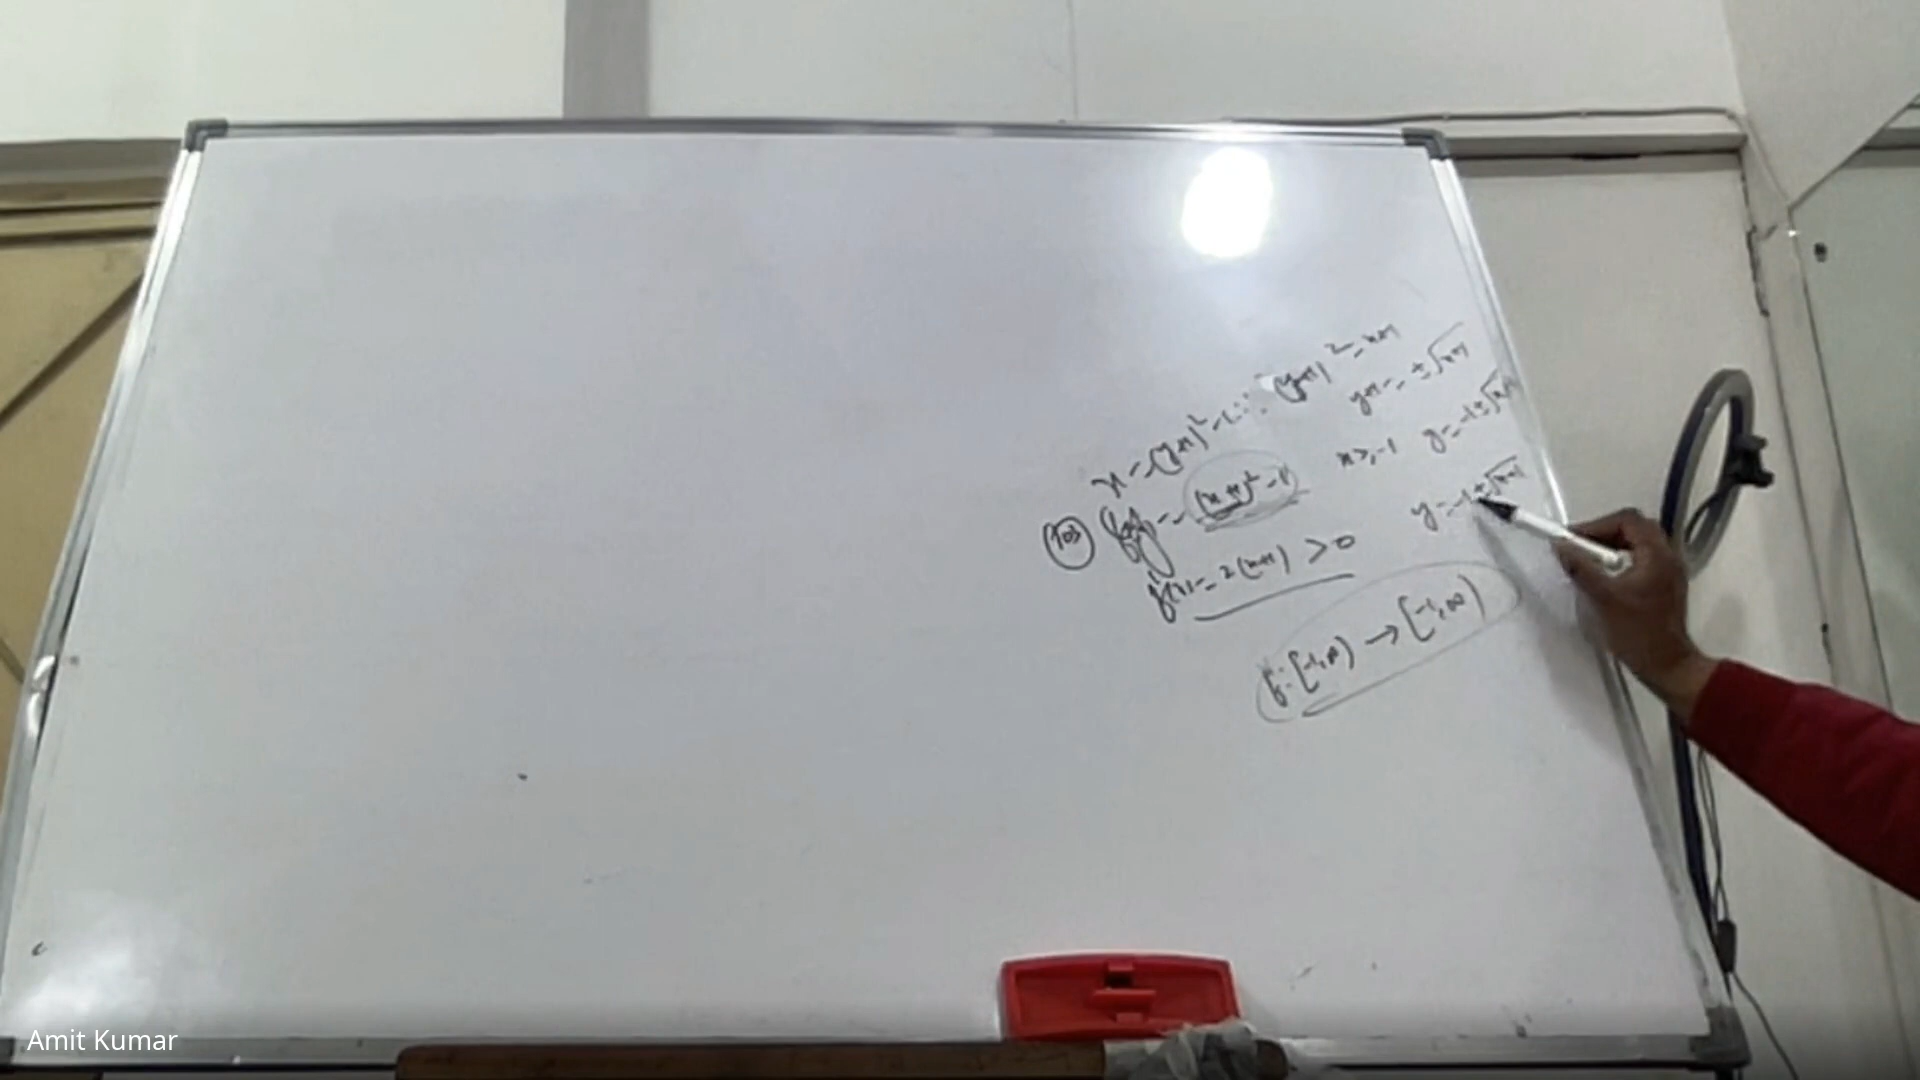 x = (y+1)² - 1 ∴ (y+1)² = x+1
y+1 = ±√x+1
x ≥ -1 y = -1±√x+1
(103) f(x) = (x+1)² - 1
y = -1+√x+1
f'(x) = 2(x+1) > 0
f: [-1,∞) → [-1,∞)
Amit Kumar